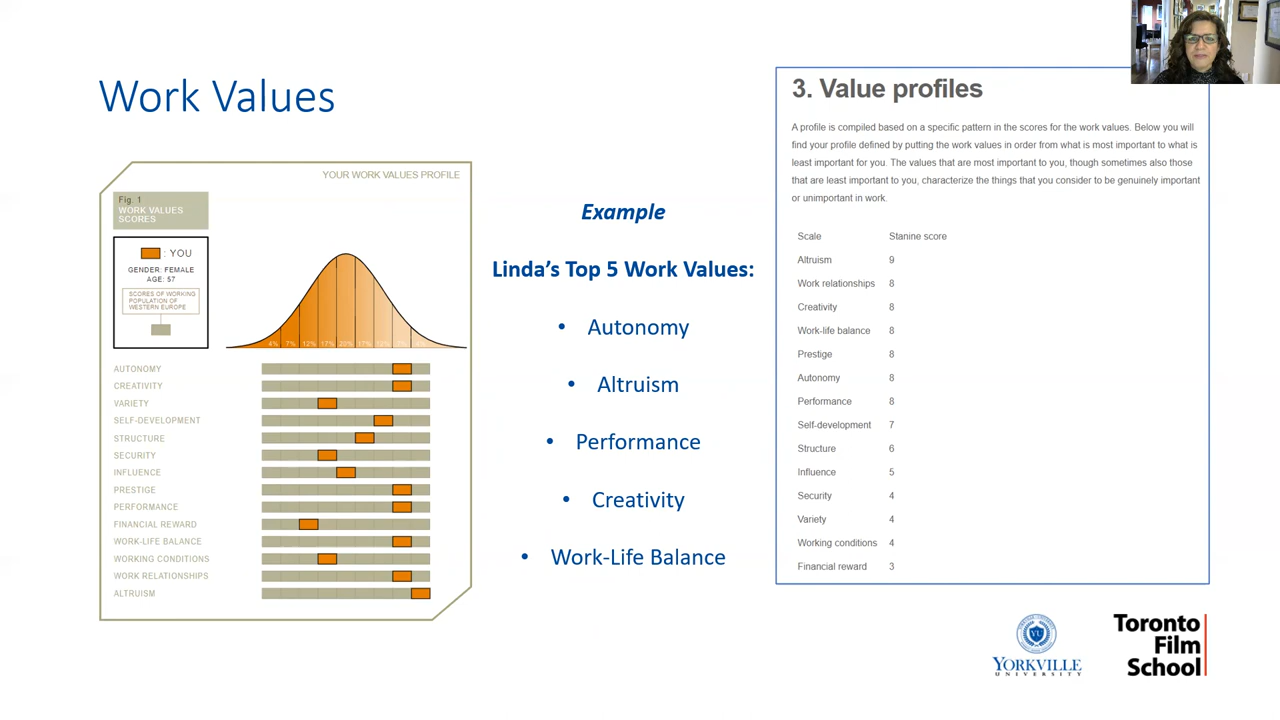 Work Values
YOUR WORK VALUES PROFILE
Fig. 1
WORK VALUES
SCORES
: YOU
GENDER: FEMALE
AGE: 57
SCORES OF WORKING
POPULATION OF
WESTERN EUROPE
4% 7% 12% 17% 20% 17% 12% 7%
AUTONOMY
CREATIVITY
VARIETY
SELF-DEVELOPMENT
STRUCTURE
SECURITY
INFLUENCE
PRESTIGE
PERFORMANCE
FINANCIAL REWARD
WORK-LIFE BALANCE
WORKING CONDITIONS
WORK RELATIONSHIPS
ALTRUISM
Example
Linda's Top 5 Work Values:
• Autonomy
• Altruism
• Performance
• Creativity
• Work-Life Balance
3. Value profiles
A profile is compiled based on a specific pattern in the scores for the work values. Below you will
find your profile defined by putting the work values in order from what is most important to what is
least important for you. The values that are most important to you, though sometimes also those
that are least important to you, characterize the things that you consider to be genuinely important
or unimportant in work.
Scale Stanine score
Altruism 9
Work relationships 8
Creativity 8
Work-life balance 8
Prestige 8
Autonomy 8
Performance 8
Self-development 7
Structure 6
Influence 5
Security 4
Variety 4
Working conditions 4
Financial reward 3
YU
YORKVILLE
UNIVERSITY
Toronto
Film
School